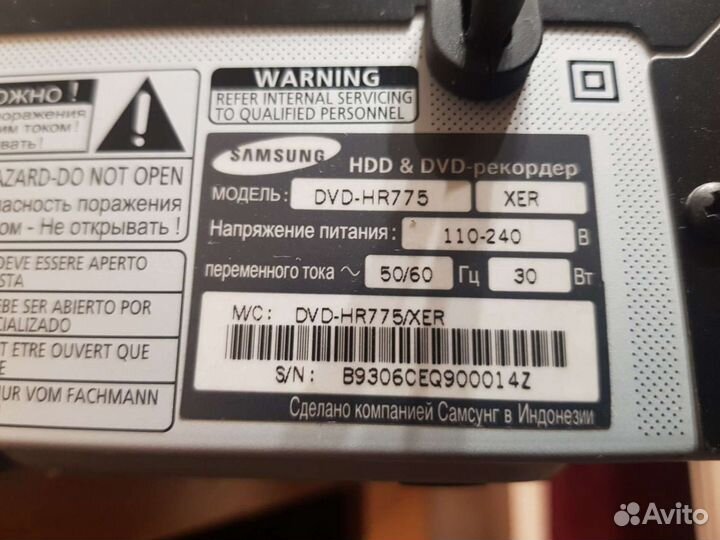 ОЖНО !
поражения
им током !
вать!
WARNING
REFER INTERNAL SERVICING
TO QUALIFIED PERSONNEL
AZARD-DO NOT OPEN
пасность поражения
ом - Не открывать !
DEVE ESSERE APERTO
ISTA
EBE SER ABIERTO POR
CIALIZADO
T ETRE OUVERT QUE
E
NUR VOM FACHMANN
SAMSUNG HDD & DVD-рекордер
МОДЕЛЬ: DVD-HR775 XER
Напряжение питания: 110-240 В
переменного тока ~ 50/60 Гц 30 Вт
M/C: DVD-HR775/XER
S/N: B9306CEQ900014Z
Сделано компанией Самсунг в Индонезии
Avito